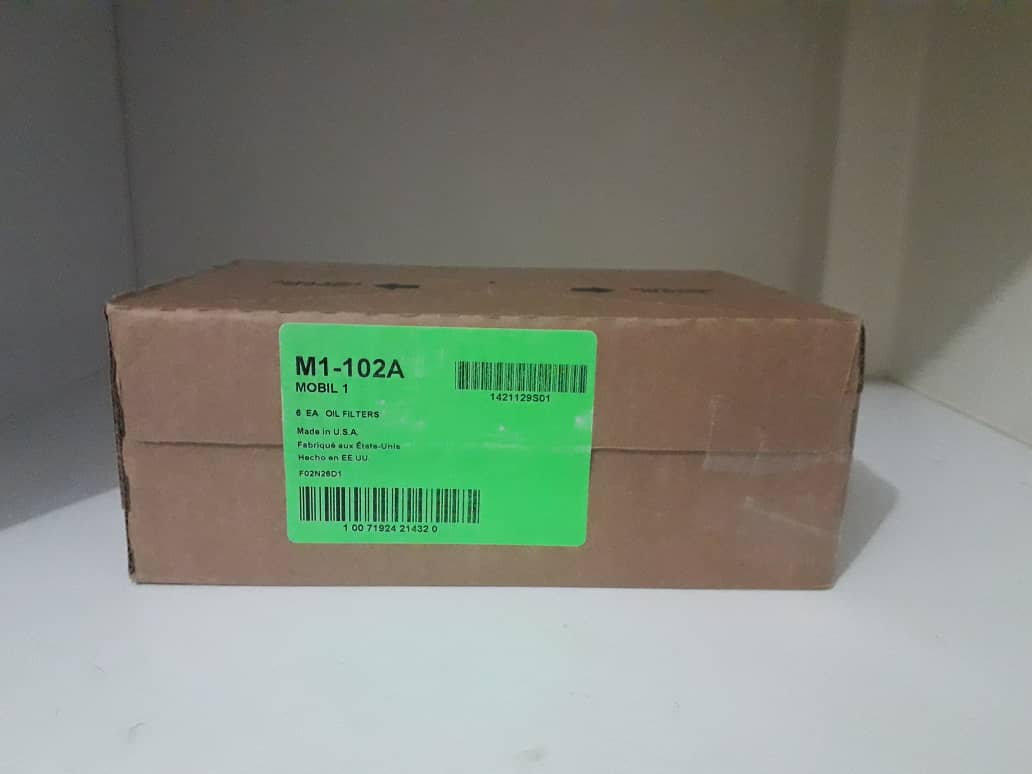 M1-102A
MOBIL 1
1421129S01
6 EA OIL FILTERS
Made in U.S.A.
Fabriqué aux États-Unis
Hecho en EE.UU.
F02N26D1
1 00 71924 21432 0